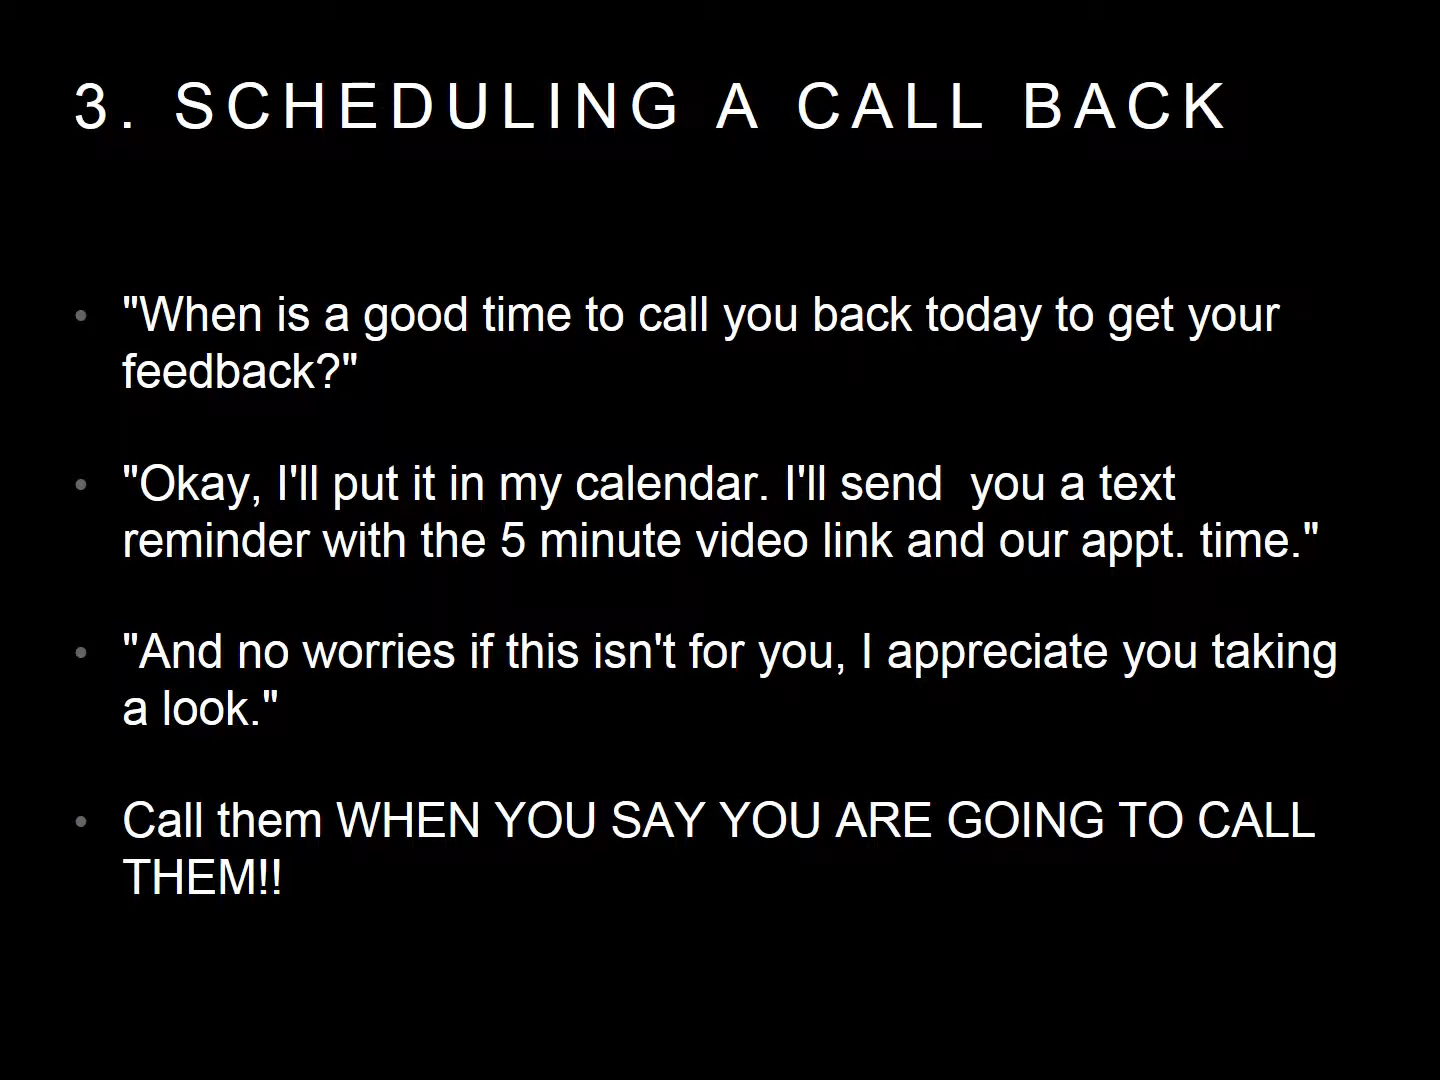 3. SCHEDULING A CALL BACK
• "When is a good time to call you back today to get your
feedback?"
• "Okay, I'll put it in my calendar. I'll send  you a text
reminder with the 5 minute video link and our appt. time."
• "And no worries if this isn't for you, I appreciate you taking
a look."
• Call them WHEN YOU SAY YOU ARE GOING TO CALL
THEM!!